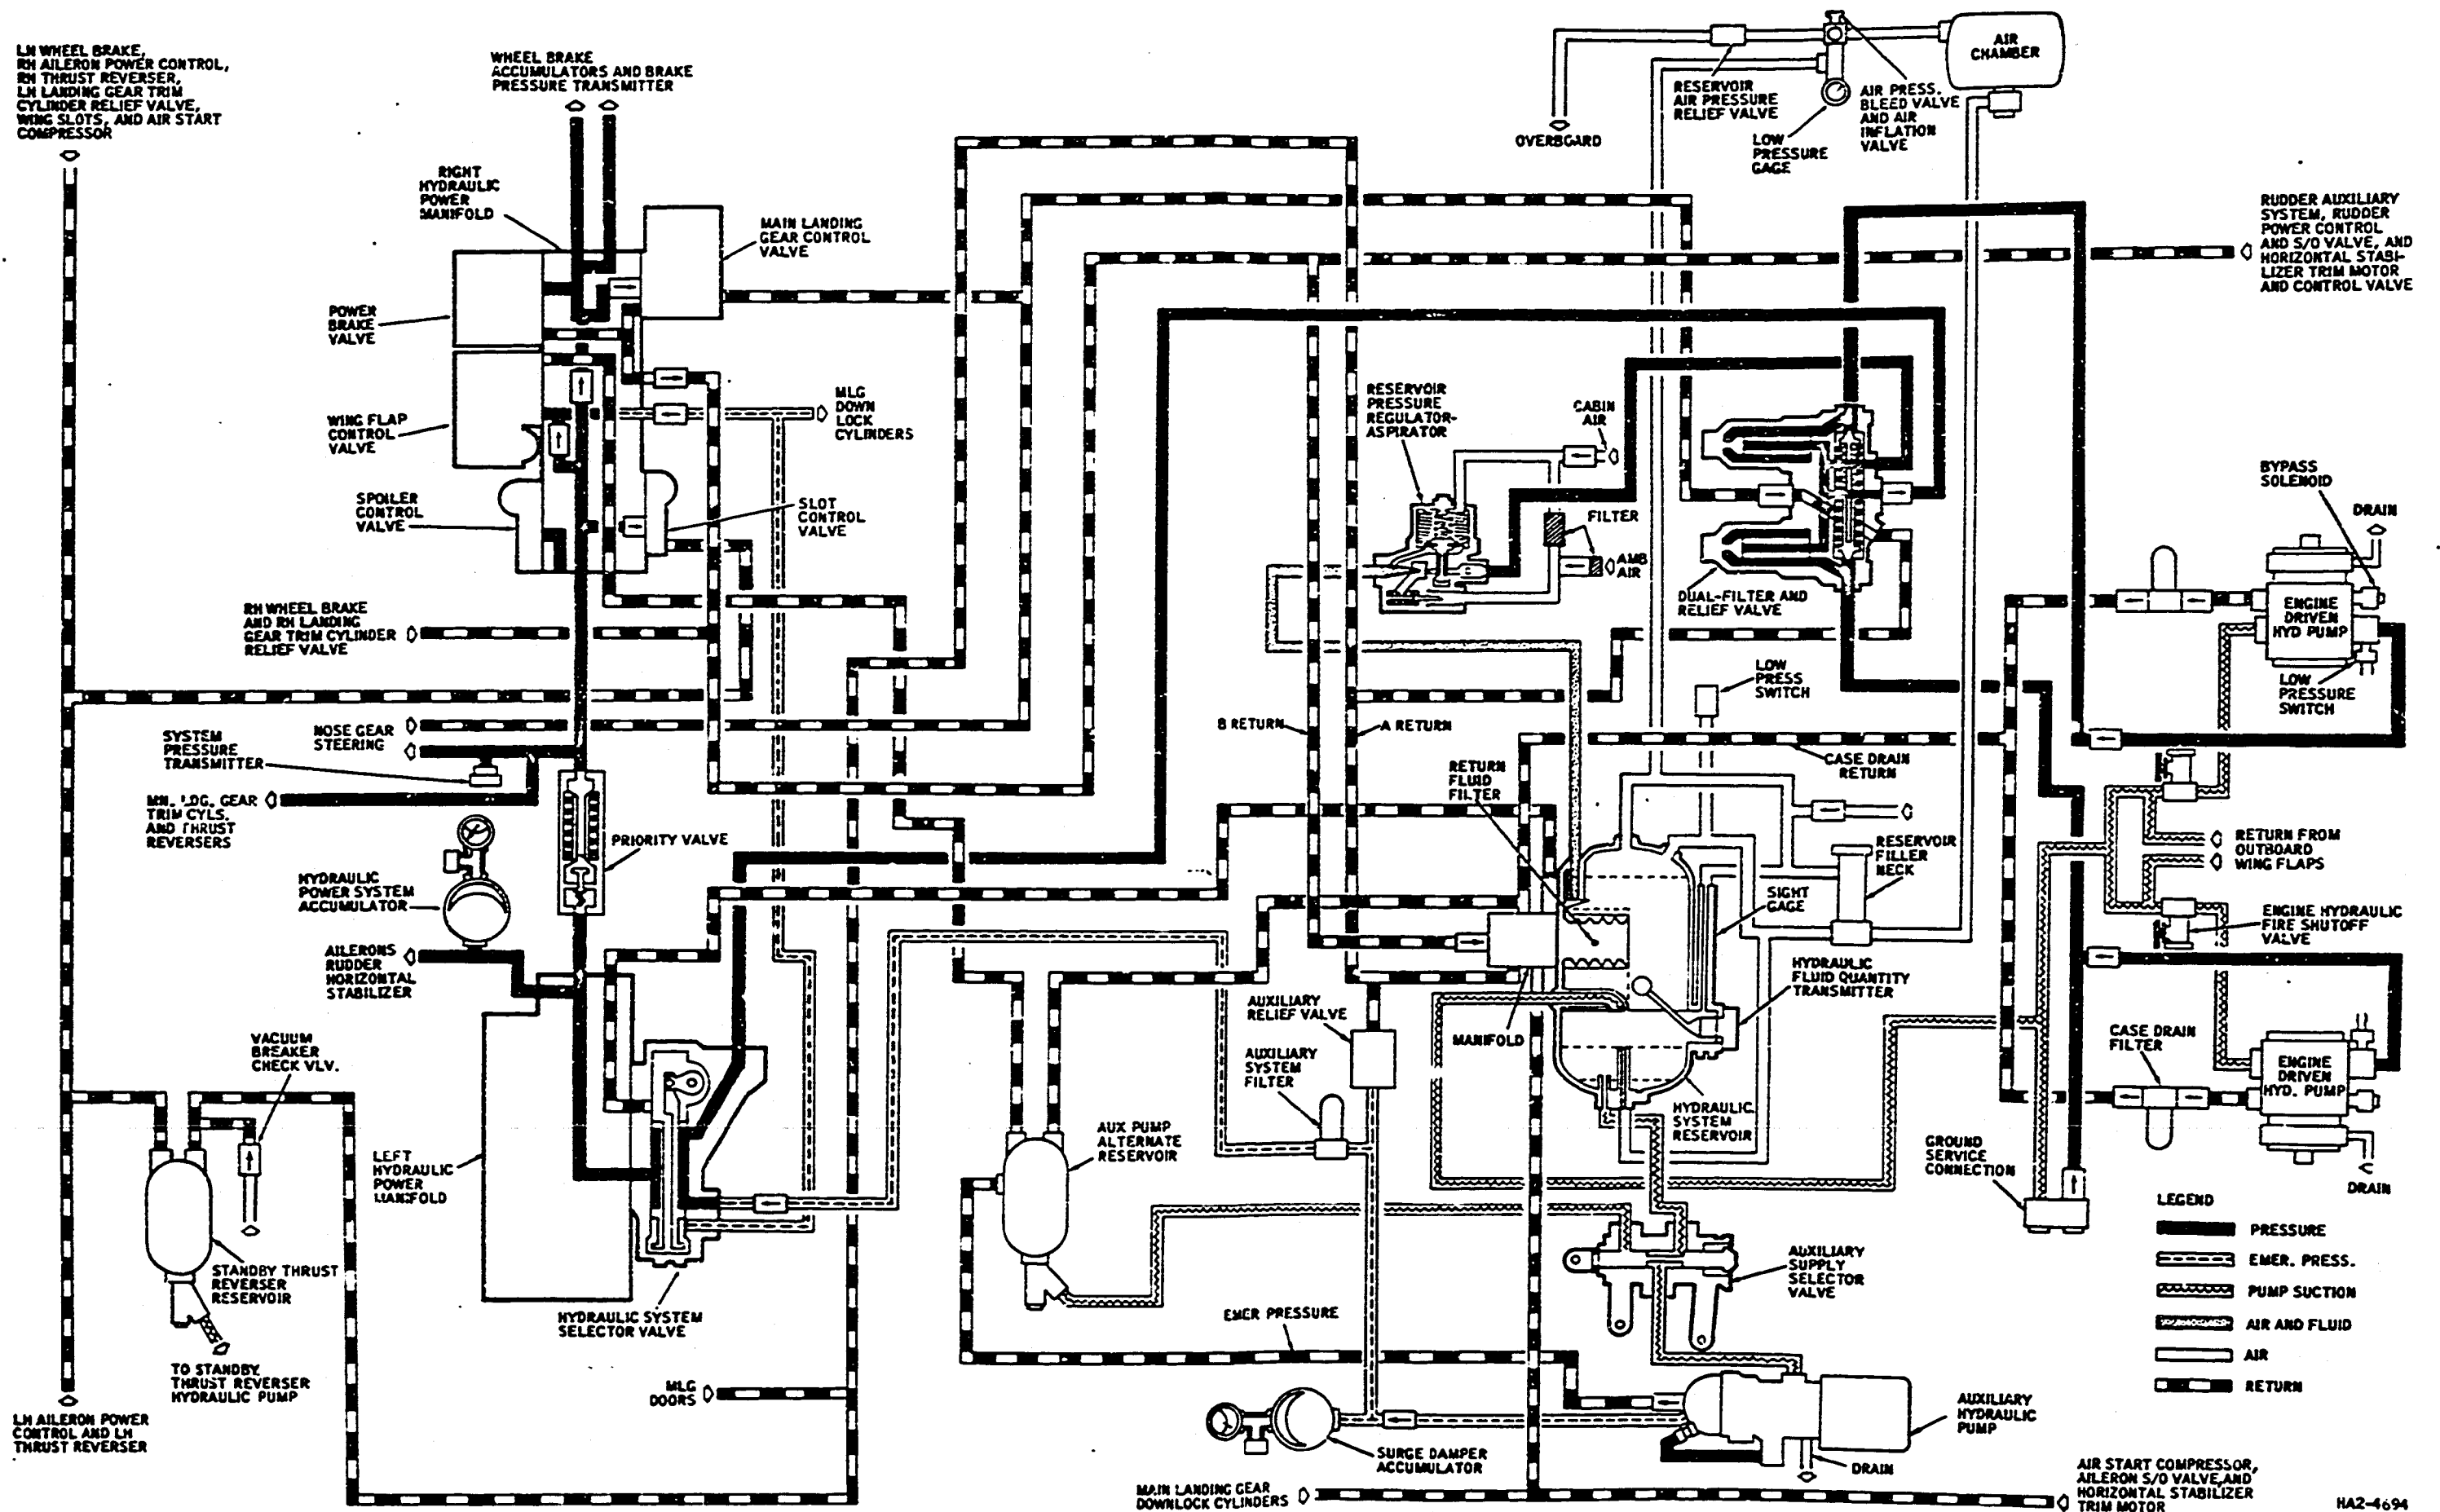 LH WHEEL BRAKE,
RH AILERON POWER CONTROL,
RH THRUST REVERSER,
LH LANDING GEAR TRIM
CYLINDER RELIEF VALVE,
WING SLOTS, AND AIR START
COMPRESSOR
WHEEL BRAKE
ACCUMULATORS AND BRAKE
PRESSURE TRANSMITTER
RIGHT
HYDRAULIC
POWER
MANIFOLD
MAIN LANDING
GEAR CONTROL
VALVE
POWER
BRAKE
VALVE
WING FLAP
CONTROL
VALVE
MLG
DOWN
LOCK
CYLINDERS
SPOILER
CONTROL
VALVE
SLOT
CONTROL
VALVE
RH WHEEL BRAKE
AND RH LANDING
GEAR TRIM CYLINDER
RELIEF VALVE
NOSE GEAR
STEERING
SYSTEM
PRESSURE
TRANSMITTER
MN. LDG. GEAR
TRIM CYLS.
AND THRUST
REVERSERS
PRIORITY VALVE
HYDRAULIC
POWER SYSTEM
ACCUMULATOR
AILERONS
RUDDER
HORIZONTAL
STABILIZER
VACUUM
BREAKER
CHECK VLV.
LEFT
HYDRAULIC
POWER
MANIFOLD
STANDBY THRUST
REVERSER
RESERVOIR
TO STANDBY
THRUST REVERSER
HYDRAULIC PUMP
LH AILERON POWER
CONTROL AND LH
THRUST REVERSER
HYDRAULIC SYSTEM
SELECTOR VALVE
MLG
DOORS
AIR
CHAMBER
RESERVOIR
AIR PRESSURE
RELIEF VALVE
AIR PRESS.
BLEED VALVE
AND AIR
INFLATION
VALVE
OVERBOARD
LOW
PRESSURE
GAGE
RUDDER AUXILIARY
SYSTEM, RUDDER
POWER CONTROL
AND S/O VALVE, AND
HORIZONTAL STABI-
LIZER TRIM MOTOR
AND CONTROL VALVE
RESERVOIR
PRESSURE
REGULATOR-
ASPIRATOR
CABIN
AIR
FILTER
AMB
AIR
DUAL-FILTER AND
RELIEF VALVE
BYPASS
SOLENOID
DRAIN
ENGINE
DRIVEN
HYD PUMP
LOW
PRESSURE
SWITCH
LOW
PRESS
SWITCH
B RETURN
A RETURN
CASE DRAIN
RETURN
RETURN
FLUID
FILTER
RESERVOIR
FILLER
NECK
SIGHT
GAGE
RETURN FROM
OUTBOARD
WING FLAPS
ENGINE HYDRAULIC
FIRE SHUTOFF
VALVE
HYDRAULIC
FLUID QUANTITY
TRANSMITTER
AUXILIARY
RELIEF VALVE
MANIFOLD
AUXILIARY
SYSTEM
FILTER
CASE DRAIN
FILTER
ENGINE
DRIVEN
HYD. PUMP
HYDRAULIC
SYSTEM
RESERVOIR
AUX PUMP
ALTERNATE
RESERVOIR
GROUND
SERVICE
CONNECTION
DRAIN
AUXILIARY
SUPPLY
SELECTOR
VALVE
EMER PRESSURE
LEGEND
PRESSURE
EMER. PRESS.
PUMP SUCTION
AIR AND FLUID
AIR
RETURN
AUXILIARY
HYDRAULIC
PUMP
SURGE DAMPER
ACCUMULATOR
DRAIN
MAIN LANDING GEAR
DOWNLOCK CYLINDERS
AIR START COMPRESSOR,
AILERON S/O VALVE, AND
HORIZONTAL STABILIZER
TRIM MOTOR
HA2-4694